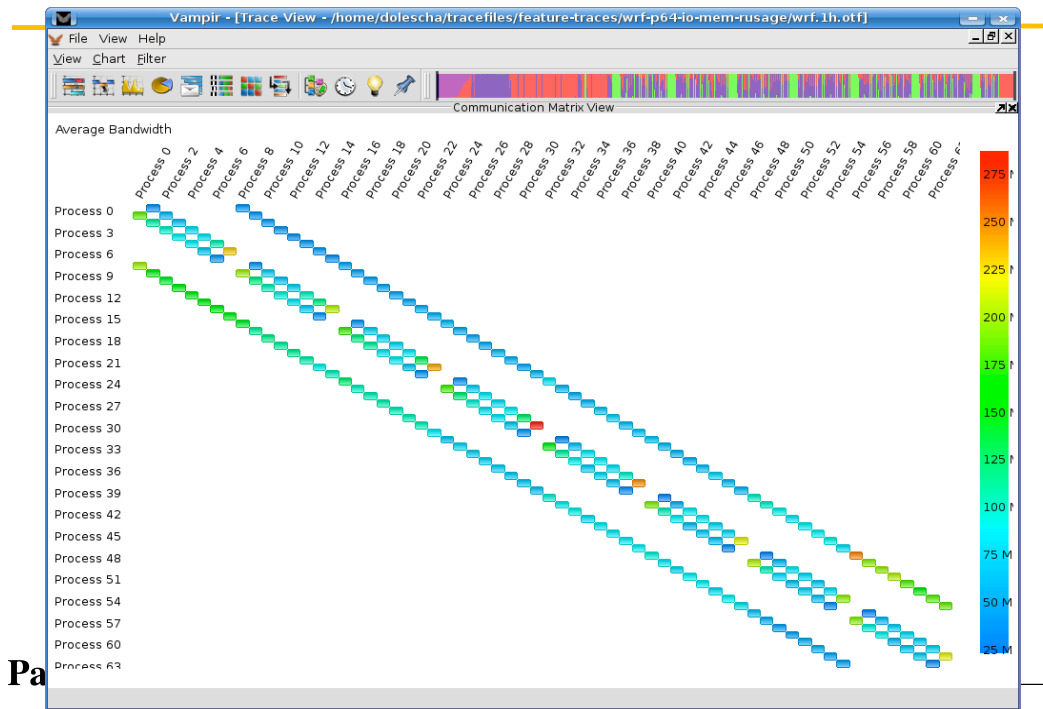 Vampir - [Trace View - /home/dolescha/tracefiles/feature-traces/wrf-p64-io-mem-rusage/wrf.1h.otf]
File View Help
View Chart Filter
Communication Matrix View
Average Bandwidth
Process 0 Process 2 Process 4 Process 6 Process 8 Process 10 Process 12 Process 14 Process 16 Process 18 Process 20 Process 22 Process 24 Process 26 Process 28 Process 30 Process 32 Process 34 Process 36 Process 38 Process 40 Process 42 Process 44 Process 46 Process 48 Process 50 Process 52 Process 54 Process 56 Process 58 Process 60 Process
Process 0
Process 3
Process 6
Process 9
Process 12
Process 15
Process 18
Process 21
Process 24
Process 27
Process 30
Process 33
Process 36
Process 39
Process 42
Process 45
Process 48
Process 51
Process 54
Process 57
Process 60
Process 63
275 M
250 M
225 M
200 M
175 M
150 M
125 M
100 M
75 M
50 M
25 M
Pa